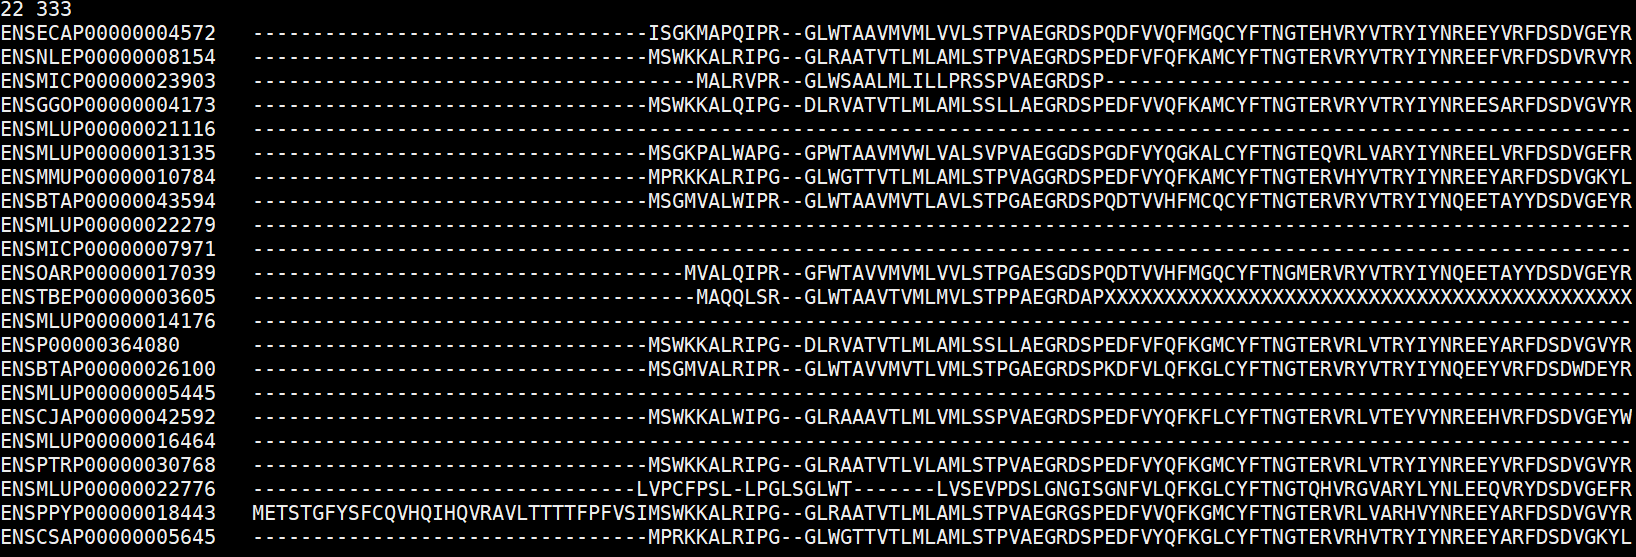 22 333
ENSECAP00000004572   ---------------------------------ISGKMAPQIPR--GLWTAAVMVMLVVLSTPVAEGRDSPQDFVVQFMGQCYFTNGTEHVRYVTRYIYNREEYVRFDSDVGEYR
ENSNLEP00000008154   ---------------------------------MSWKKALRIPG--GLRAATVTLMLAMLSTPVAEGRDSPEDFVFQFKAMCYFTNGTERVRYVTRYIYNREEFVRFDSDVRVYR
ENSMICP00000023903   -------------------------------------MALRVPR--GLWSAALMLILLPRSSPVAEGRDSP--------------------------------------------
ENSGGOP00000004173   ---------------------------------MSWKKALQIPG--DLRVATVTLMLAMLSSLLAEGRDSPEDFVVQFKAMCYFTNGTERVRYVTRYIYNREESARFDSDVGVYR
ENSMLUP00000021116   -------------------------------------------------------------------------------------------------------------------
ENSMLUP00000013135   ---------------------------------MSGKPALWAPG--GPWTAAVMVWLVALSVPVAEGGDSPGDFVYQGKALCYFTNGTEQVRLVARYIYNREELVRFDSDVGEFR
ENSMMUP00000010784   ---------------------------------MPRKKALRIPG--GLWGTTVTLMLAMLSTPVAGGRDSPEDFVYQFKAMCYFTNGTERVHYVTRYIYNREEYARFDSDVGKYL
ENSBTAP00000043594   ---------------------------------MSGMVALWIPR--GLWTAAVMVTLAVLSTPGAEGRDSPQDTVVHFMCQCYFTNGTERVRYVTRYIYNQEETAYYDSDVGEYR
ENSMLUP00000022279   -------------------------------------------------------------------------------------------------------------------
ENSMICP00000007971   -------------------------------------------------------------------------------------------------------------------
ENSOARP00000017039   ------------------------------------MVALQIPR--GFWTAVVMVMLVVLSTPGAESGDSPQDTVVHFMGQCYFTNGMERVRYVTRYIYNQEETAYYDSDVGEYR
ENSTBEP00000003605   -------------------------------------MAQQLSR--GLWTAAVTVMLMVLSTPPAEGRDAPXXXXXXXXXXXXXXXXXXXXXXXXXXXXXXXXXXXXXXXXXXXX
ENSMLUP00000014176   -------------------------------------------------------------------------------------------------------------------
ENSP00000364080      ---------------------------------MSWKKALRIPG--DLRVATVTLMLAMLSSLLAEGRDSPEDFVFQFKGMCYFTNGTERVRLVTRYIYNREEYARFDSDVGVYR
ENSBTAP00000026100   ---------------------------------MSGMVALRIPR--GLWTAVVMVTLVMLSTPGAEGRDSPKDFVLQFKGLCYFTNGTERVRYVTRYIYNQEEYVRFDSDWDEYR
ENSMLUP00000005445   -------------------------------------------------------------------------------------------------------------------
ENSCJAP00000042592   ---------------------------------MSWKKALWIPG--GLRAAAVTLMLVMLSSPVAEGRDSPEDFVYQFKFLCYFTNGTERVRLVTEYVYNREEHVRFDSDVGEYW
ENSMLUP00000016464   -------------------------------------------------------------------------------------------------------------------
ENSPTRP00000030768   ---------------------------------MSWKKALRIPG--GLRAATVTLVLAMLSTPVAEGRDSPEDFVYQFKGMCYFTNGTERVRLVTRYIYNREEYVRFDSDVGVYR
ENSMLUP00000022776   --------------------------------LVPCFPSL-LPGLSGLWT-------LVSEVPDSLGNGISGNFVLQFKGLCYFTNGTQHVRGVARYLYNLEEQVRYDSDVGEFR
ENSPPYP00000018443   METSTGFYSFCQVHQIHQVRAVLTTTTFPFVSIMSWKKALRIPG--GLRAATVTLMLAMLSTPVAEGRGSPEDFVYQFKGMCYFTNGTERVRLVARHVYNREEYARFDSDVGVYR
ENSCSAP00000005645   ---------------------------------MPRKKALRIPG--GLWGTTVTLMLAMLSTPVAEGRDSPEDFVYQFKGLCYFTNGTERVRHVTRYIYNREEYARFDSDVGKYL